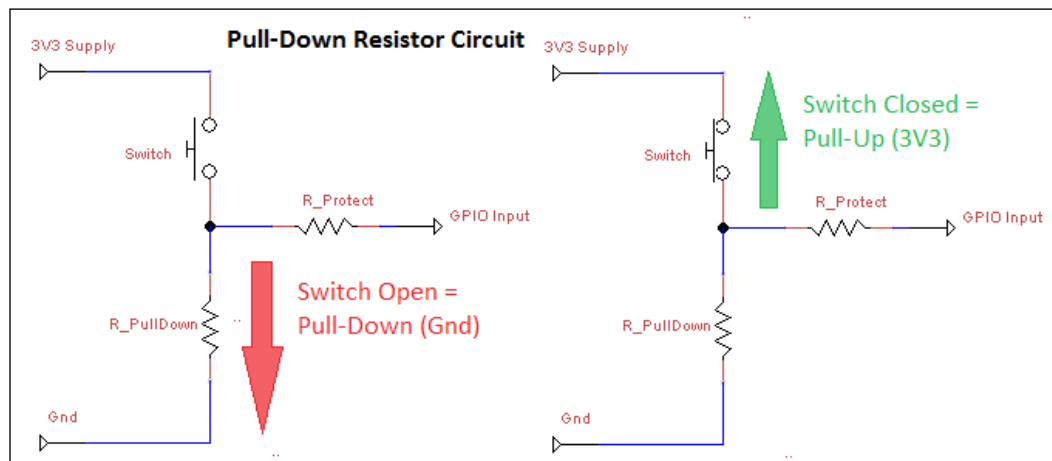 Pull-Down Resistor Circuit
3V3 Supply
Switch
R_Protect
GPIO Input
Switch Open =
Pull-Down (Gnd)
R_PullDown
Gnd
3V3 Supply
Switch Closed =
Pull-Up (3V3)
Switch
R_Protect
GPIO Input
R_PullDown
Gnd